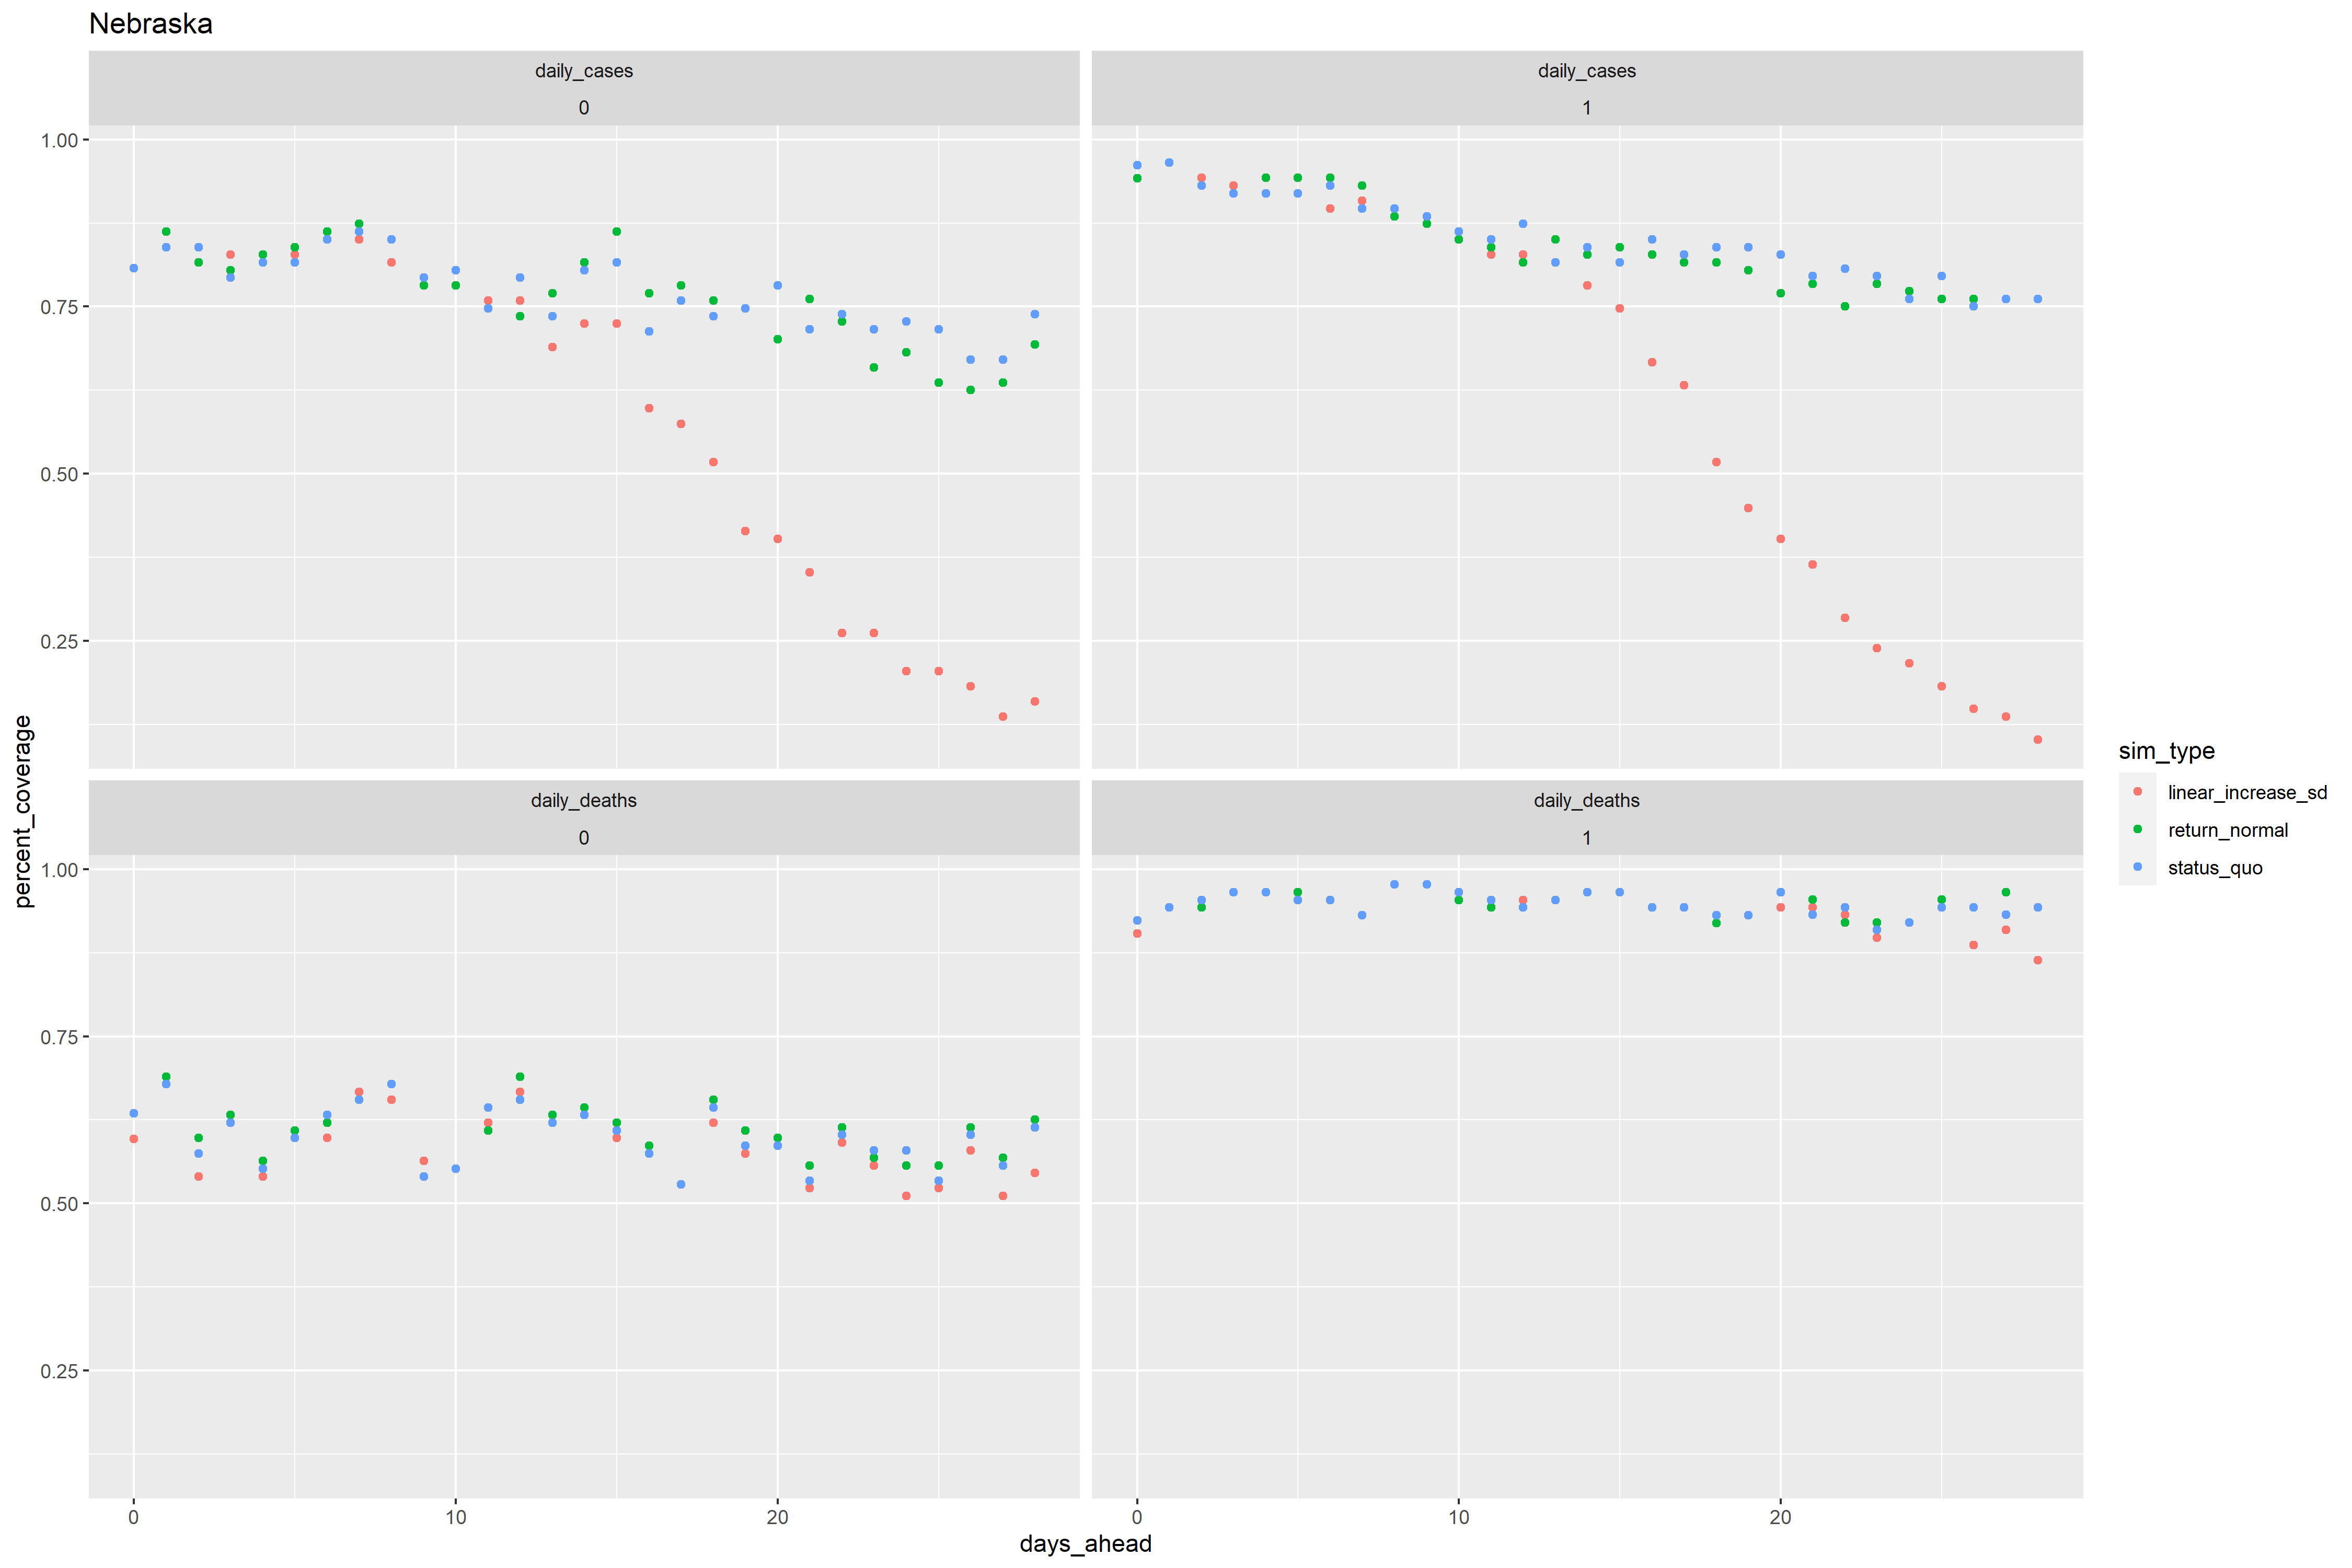 Nebraska
daily_cases
0
daily_cases
1
1.00
0.75
0.50
0.25
daily_deaths
0
daily_deaths
1
1.00
0.75
0.50
0.25
0
10
20
0
10
20
days_ahead
percent_coverage
sim_type
linear_increase_sd
return_normal
status_quo